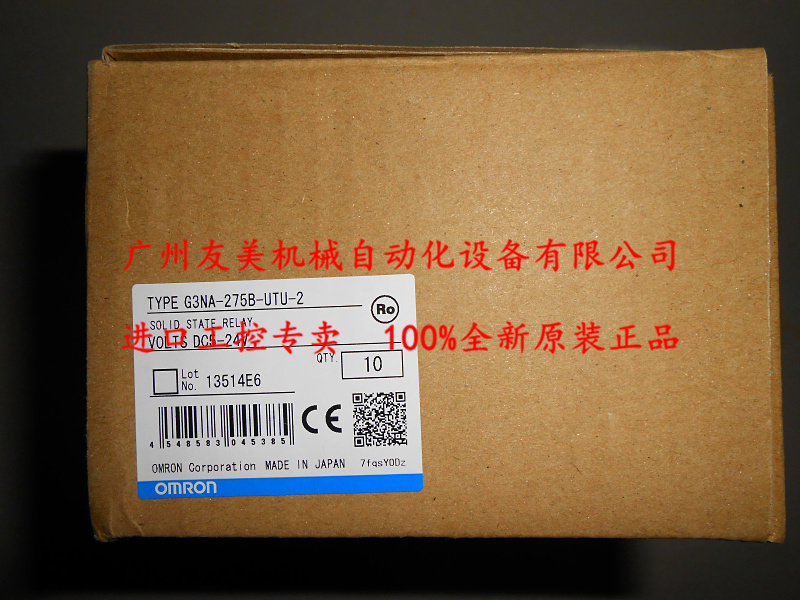 广州友美机械自动化设备有限公司
TYPE G3NA-275B-UTU-2
Ro
SOLID STATE RELAY
进口工控专卖 100%全新原装正品
VOLTS DC5-24V
QTY. 10
Lot No. 13514E6
CE
4 548583 045385
7fqsY0Dz
OMRON Corporation MADE IN JAPAN
OMRON